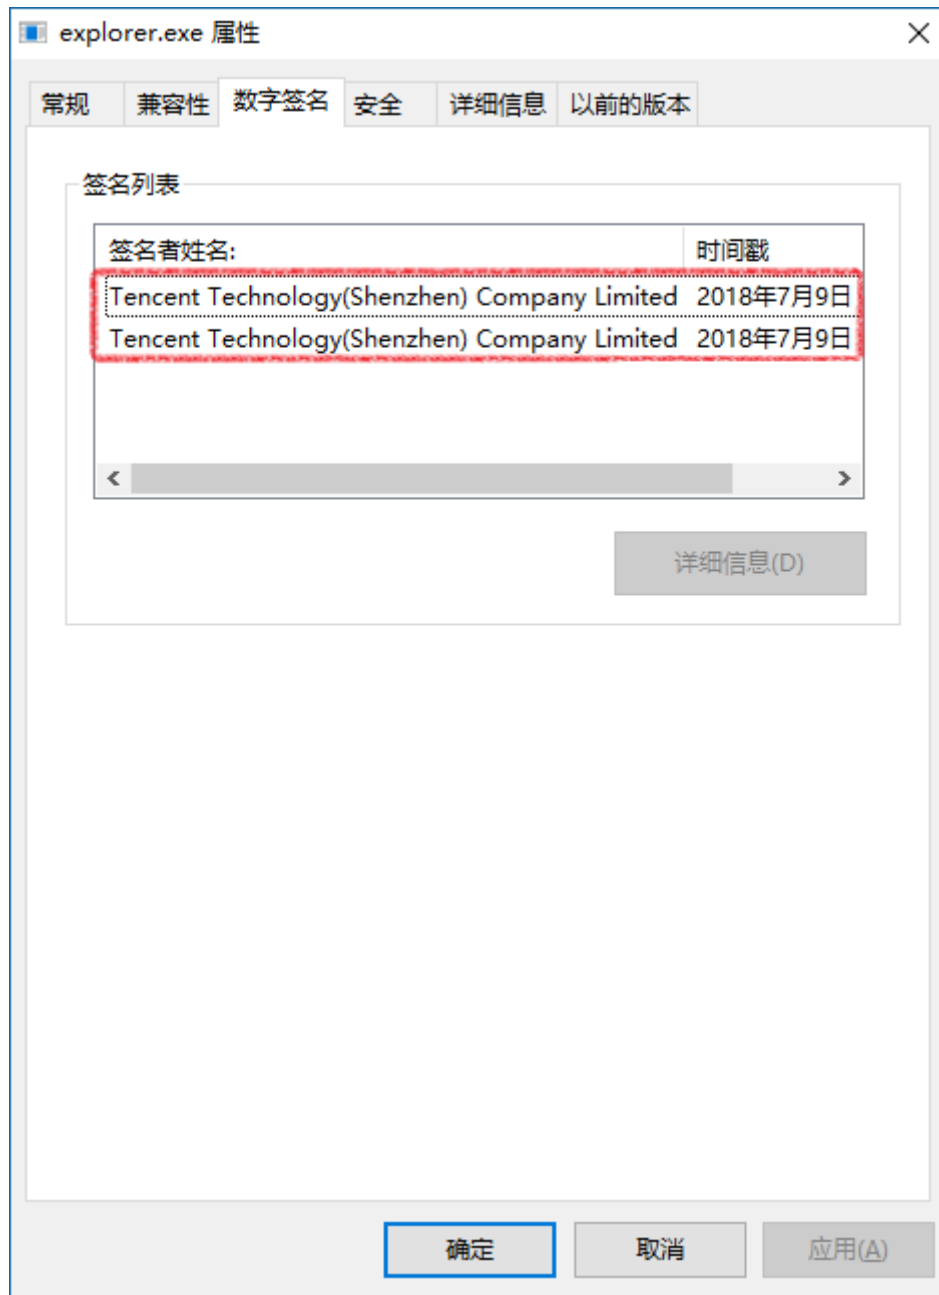 explorer.exe 属性
常规 兼容性 数字签名 安全 详细信息 以前的版本
签名列表
签名者姓名: 时间戳
Tencent Technology(Shenzhen) Company Limited 2018年7月9日
Tencent Technology(Shenzhen) Company Limited 2018年7月9日
详细信息(D)
确定 取消 应用(A)